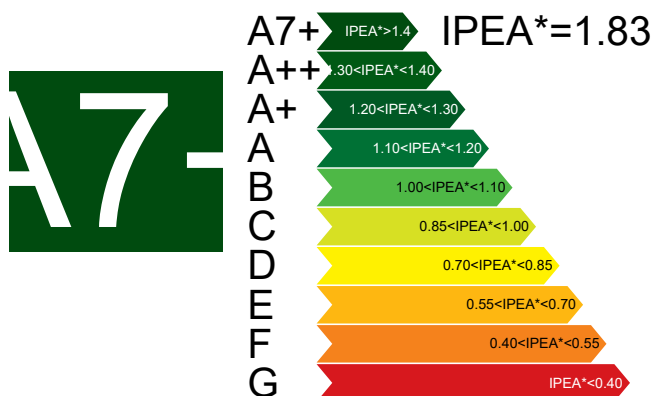 A7+ IPEA*>1.4 IPEA*=1.83
A++ .30<IPEA*<1.40
A+ 1.20<IPEA*<1.30
A7-
A 1.10<IPEA*<1.20
B 1.00<IPEA*<1.10
C 0.85<IPEA*<1.00
D 0.70<IPEA*<0.85
E 0.55<IPEA*<0.70
F 0.40<IPEA*<0.55
G IPEA*<0.40